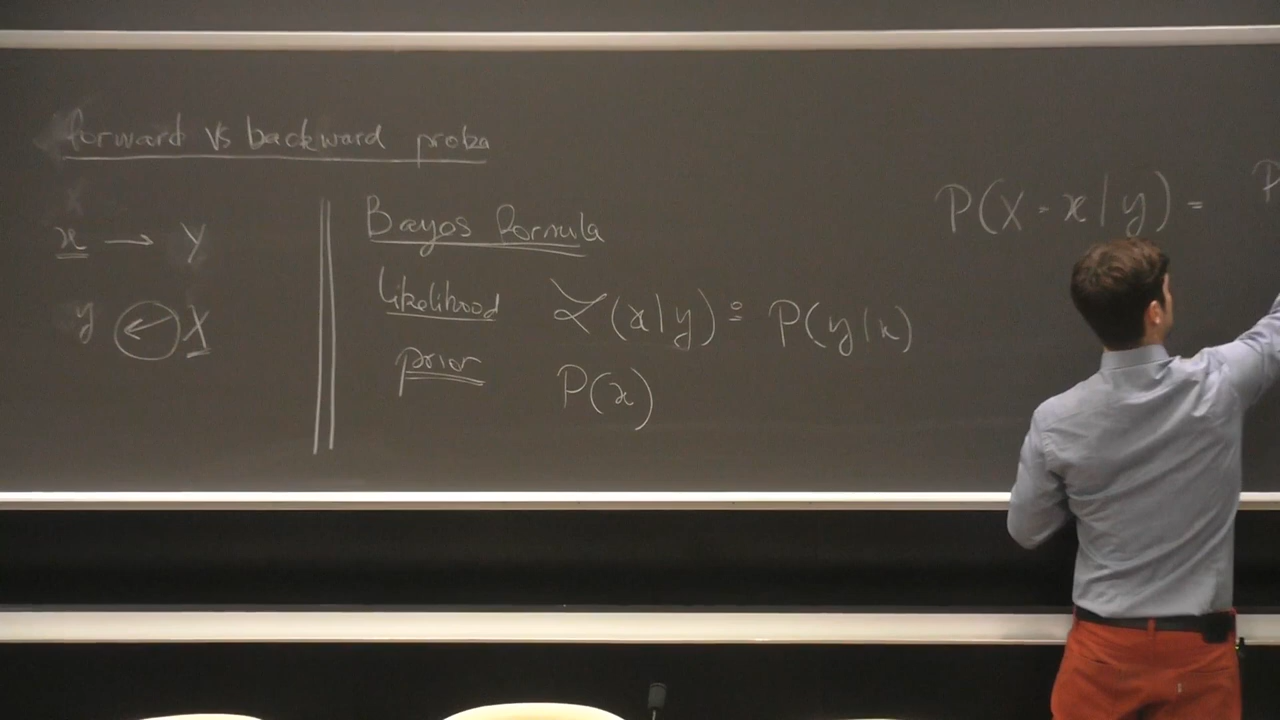 forward vs backward proba
x → Y
y ← X
Bayes formula
Likelihood ℒ(x|y) ≗ P(y|x)
prior P(x)
P(X = x | y) = P